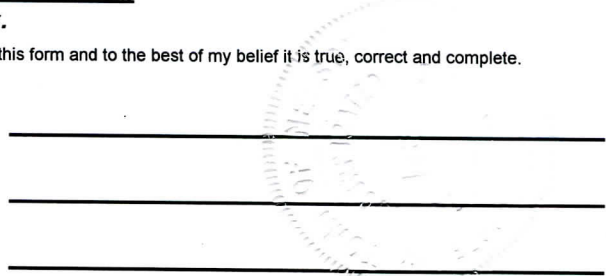 this form and to the best of my belief it is true, correct and complete.